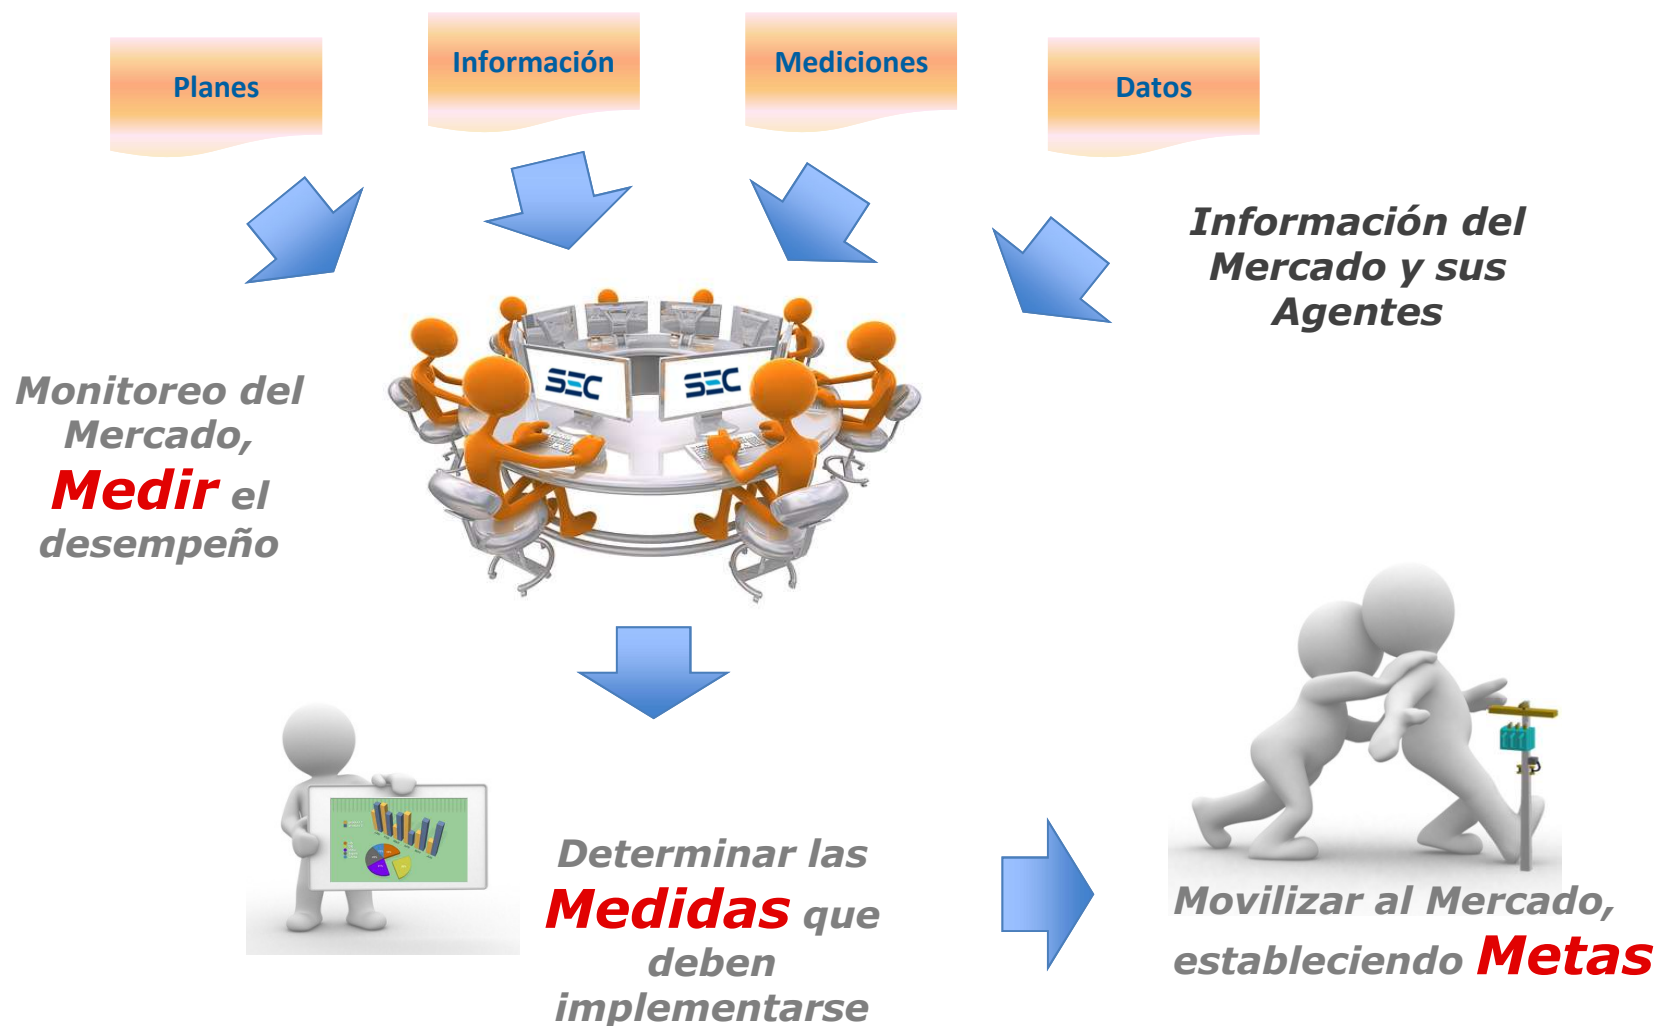 Planes
Información
Mediciones
Datos
Información del
Mercado y sus
Agentes
Monitoreo del
Mercado,
Medir el
desempeño
SEC
SEC
Determinar las
Medidas que
deben
implementarse
Movilizar al Mercado,
estableciendo Metas